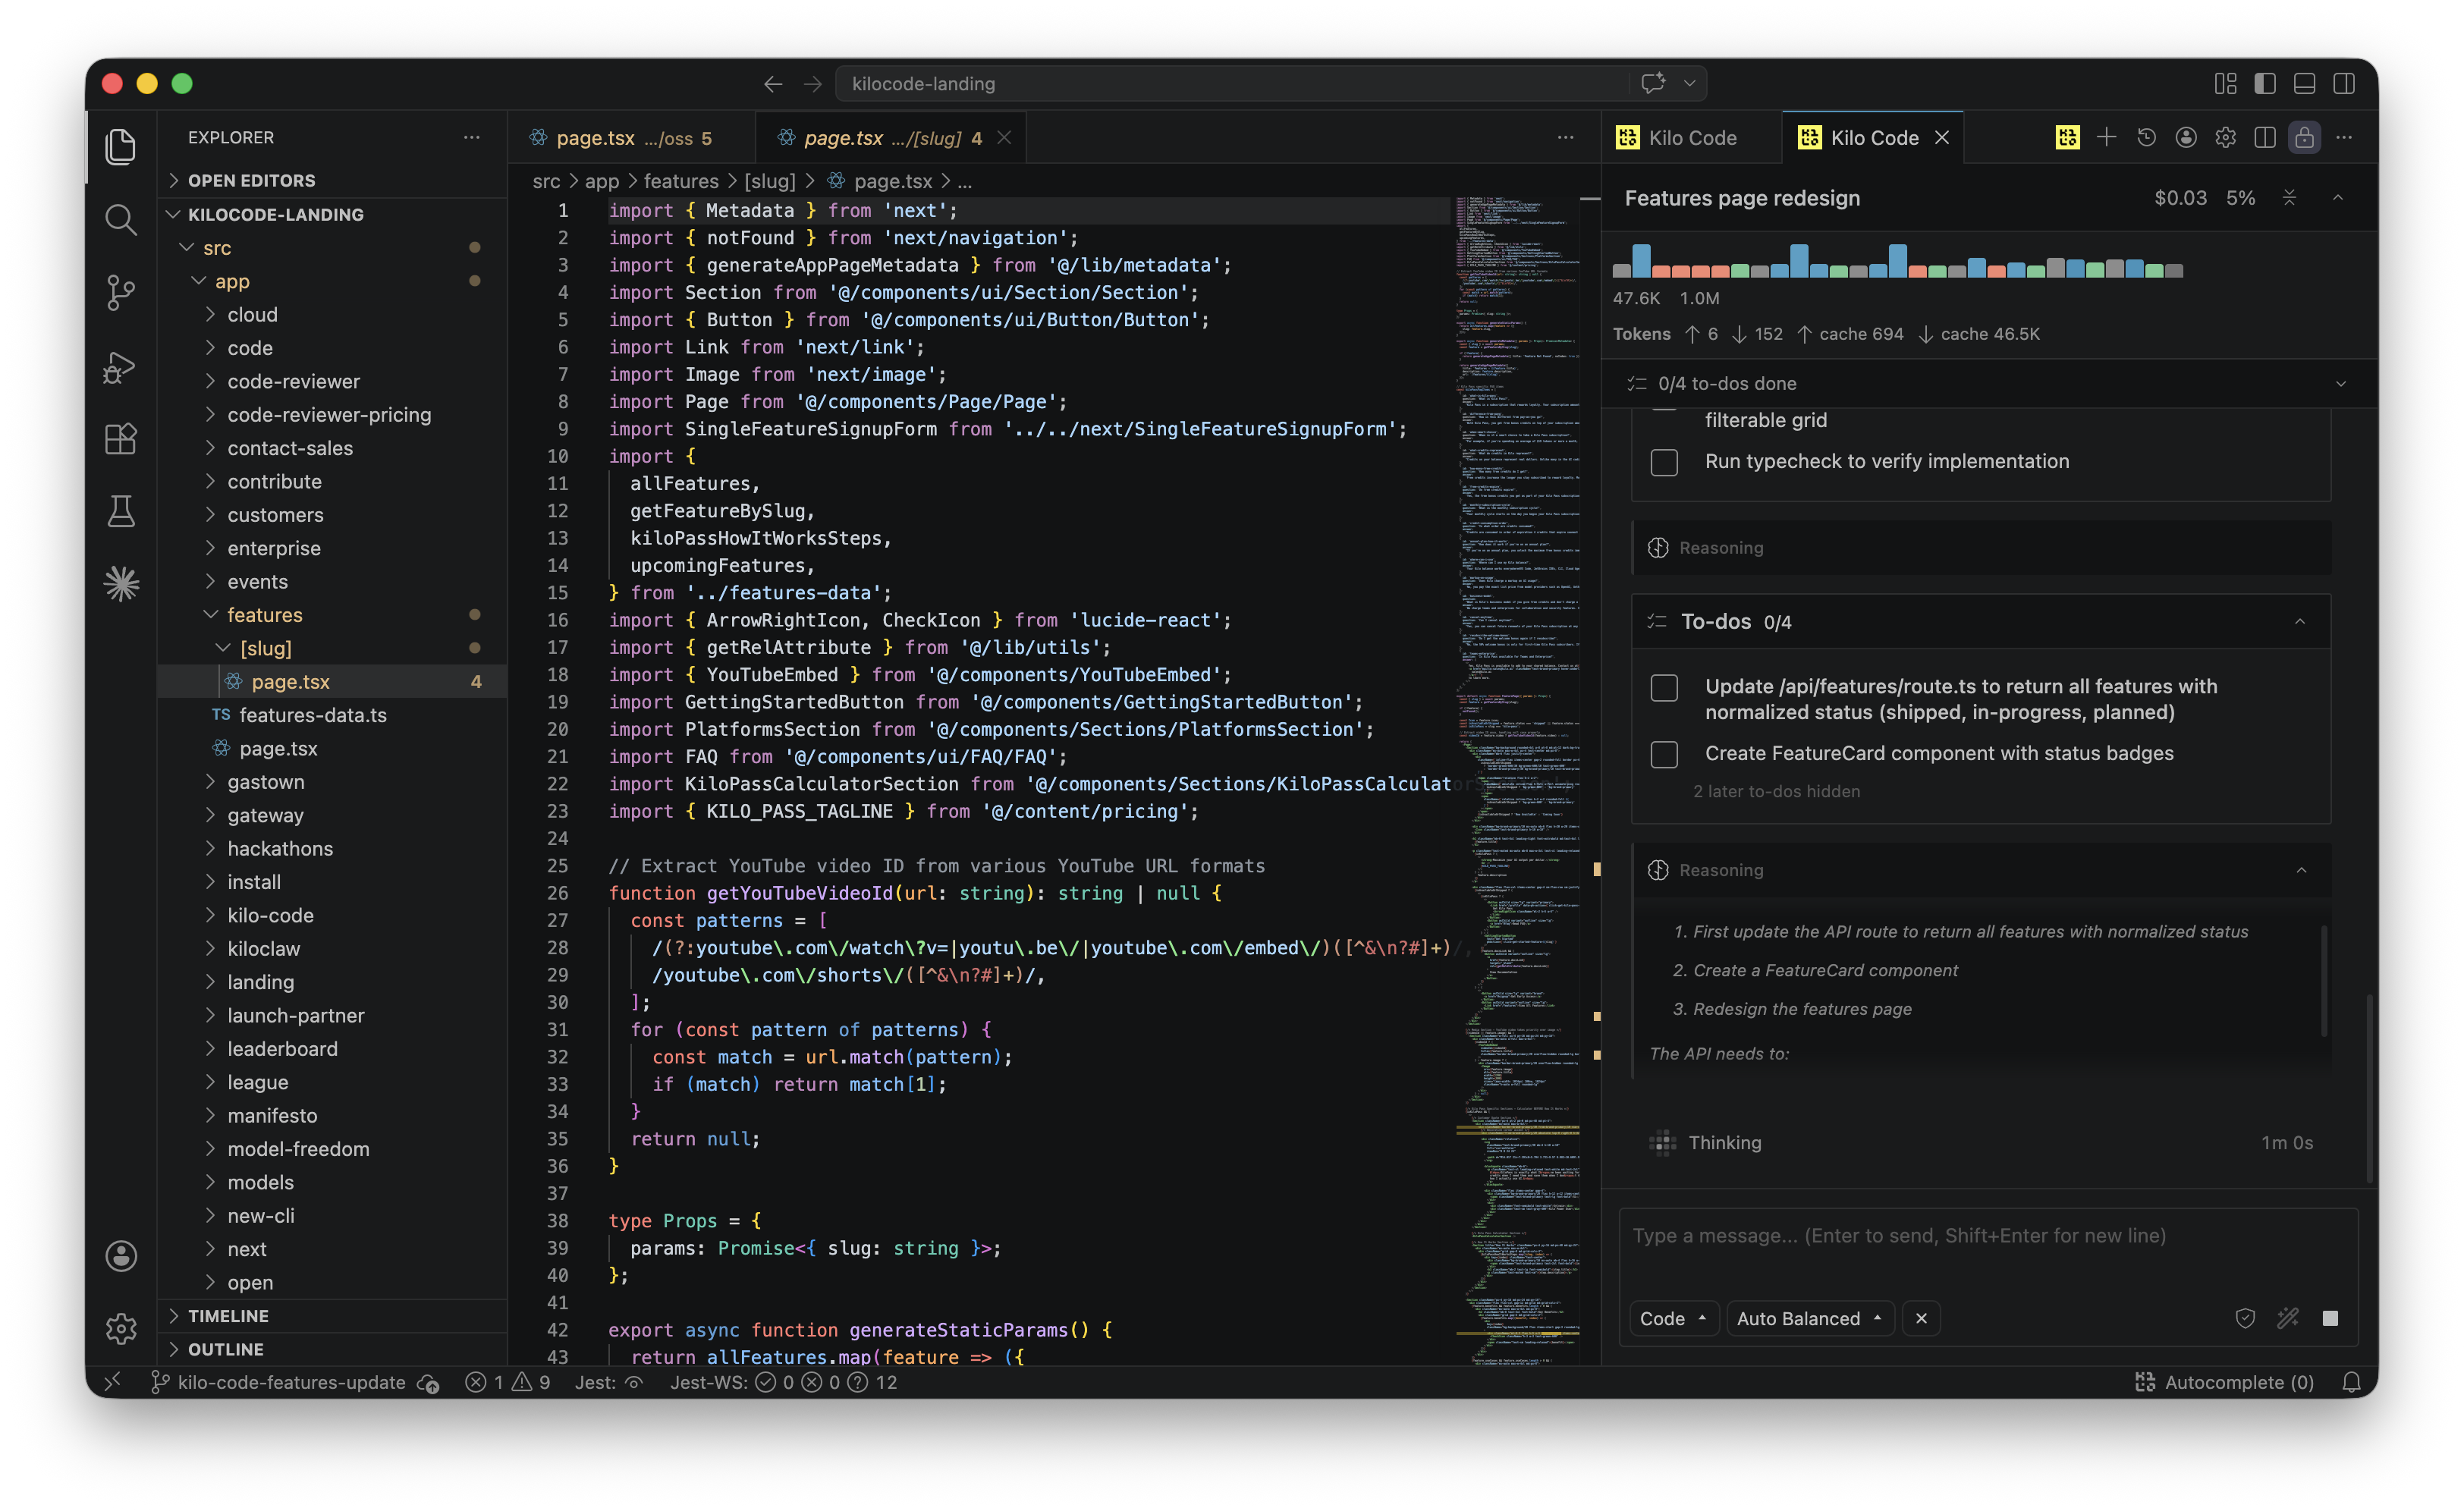 kilocode-landing
EXPLORER
OPEN EDITORS
KILOCODE-LANDING
src
app
cloud
code
code-reviewer
code-reviewer-pricing
contact-sales
contribute
customers
enterprise
events
features
[slug]
page.tsx 4
TS features-data.ts
page.tsx
gastown
gateway
hackathons
install
kilo-code
kiloclaw
landing
launch-partner
leaderboard
league
manifesto
model-freedom
models
new-cli
next
open
TIMELINE
OUTLINE
page.tsx .../oss 5
page.tsx .../[slug] 4
src > app > features > [slug] > page.tsx > ...
1 import { Metadata } from 'next';
2 import { notFound } from 'next/navigation';
3 import { generateAppPageMetadata } from '@/lib/metadata';
4 import Section from '@/components/ui/Section/Section';
5 import { Button } from '@/components/ui/Button/Button';
6 import Link from 'next/link';
7 import Image from 'next/image';
8 import Page from '@/components/Page/Page';
9 import SingleFeatureSignupForm from '../../next/SingleFeatureSignupForm';
10 import {
11 allFeatures,
12 getFeatureBySlug,
13 kiloPassHowItWorksSteps,
14 upcomingFeatures,
15 } from '../features-data';
16 import { ArrowRightIcon, CheckIcon } from 'lucide-react';
17 import { getRelAttribute } from '@/lib/utils';
18 import { YouTubeEmbed } from '@/components/YouTubeEmbed';
19 import GettingStartedButton from '@/components/GettingStartedButton';
20 import PlatformsSection from '@/components/Sections/PlatformsSection';
21 import FAQ from '@/components/ui/FAQ/FAQ';
22 import KiloPassCalculatorSection from '@/components/Sections/KiloPassCalculat
23 import { KILO_PASS_TAGLINE } from '@/content/pricing';
24
25 // Extract YouTube video ID from various YouTube URL formats
26 function getYouTubeVideoId(url: string): string | null {
27 const patterns = [
28 /(?:youtube\.com\/watch\?v=|youtu\.be\/|youtube\.com\/embed\/)([^&\n?#]+)/,
29 /youtube\.com\/shorts\/([^&\n?#]+)/,
30 ];
31 for (const pattern of patterns) {
32 const match = url.match(pattern);
33 if (match) return match[1];
34 }
35 return null;
36 }
37
38 type Props = {
39 params: Promise<{ slug: string }>;
40 };
41
42 export async function generateStaticParams() {
43 return allFeatures.map(feature => ({
Kilo Code
Kilo Code
Features page redesign $0.03 5%
47.6K 1.0M
Tokens ↑ 6 ↓ 152 ↑ cache 694 ↓ cache 46.5K
0/4 to-dos done
filterable grid
Run typecheck to verify implementation
Reasoning
To-dos 0/4
Update /api/features/route.ts to return all features with
normalized status (shipped, in-progress, planned)
Create FeatureCard component with status badges
2 later to-dos hidden
Reasoning
1. First update the API route to return all features with normalized status
2. Create a FeatureCard component
3. Redesign the features page
The API needs to:
Thinking 1m 0s
Type a message... (Enter to send, Shift+Enter for new line)
Code Auto Balanced
kilo-code-features-update 1 9 Jest: Jest-WS: 0 0 12
Autocomplete (0)